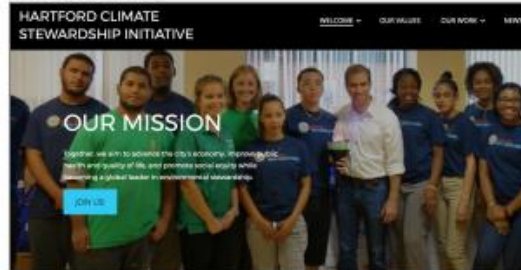 HARTFORD CLIMATE
STEWARDSHIP INITIATIVE
WELCOME OUR VALUES OUR WORK NEW
OUR MISSION
Together, we aim to advance the city's economy, improve public
health and quality of life, and promote social equity while
becoming a global leader in environmental stewardship.
JOIN US!